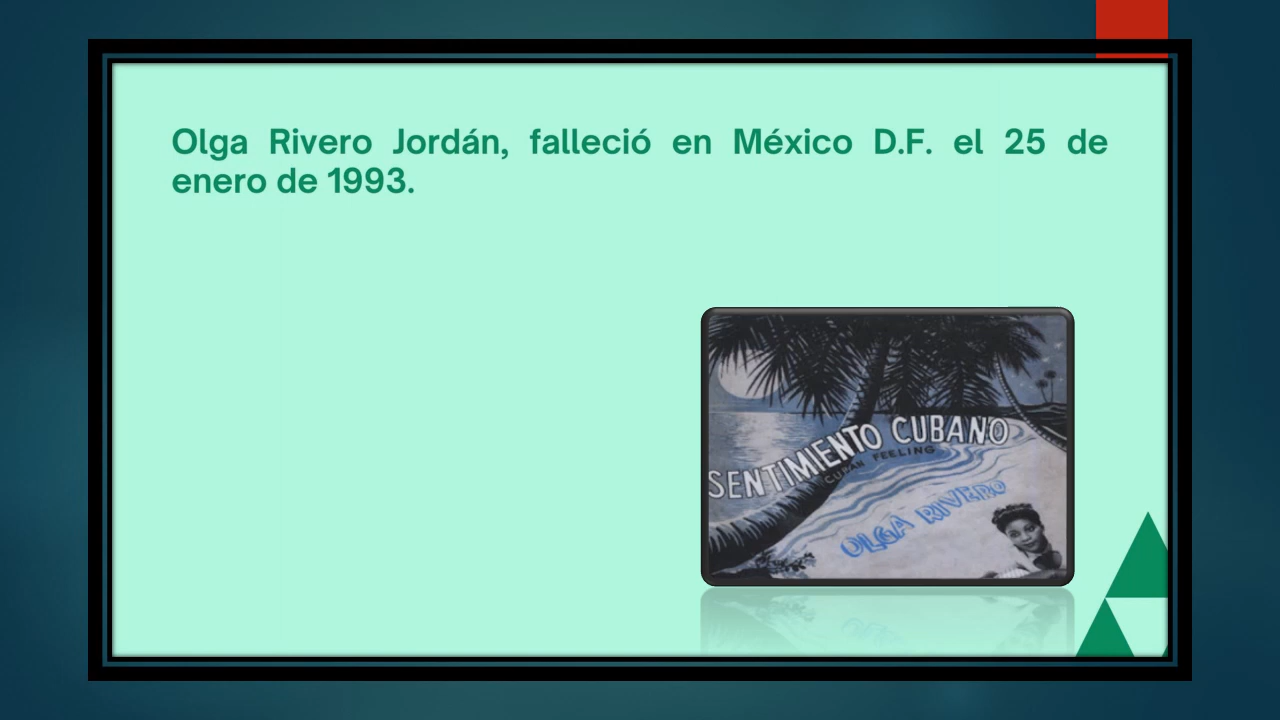 Olga Rivero Jordán, falleció en México D.F. el 25 de
enero de 1993.
SENTIMIENTO CUBANO
CUBAN FEELING
OLGA RIVERO